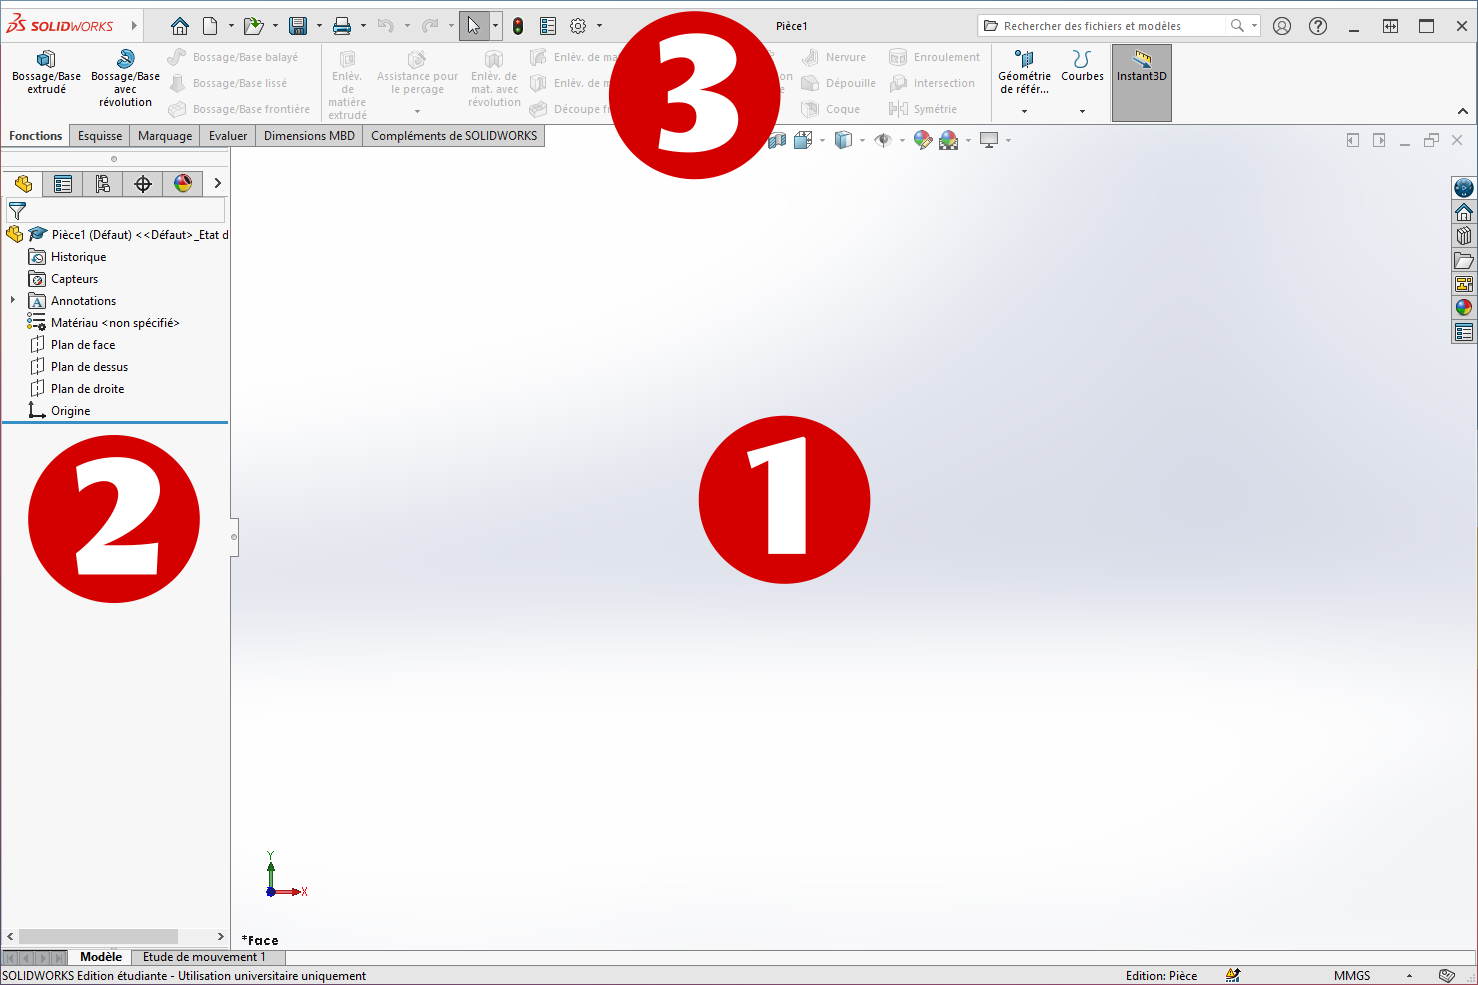 SOLIDWORKS
Pièce1
Rechercher des fichiers et modèles
Bossage/Base
extrudé
Bossage/Base
avec
révolution
Bossage/Base balayé
Bossage/Base lissé
Bossage/Base frontière
Enlèv.
de
matière
extrudé
Assistance pour
le perçage
Enlèv. de
mat. avec
révolution
Enlèv. de
Enlèv. de
Découpe
3
Nervure
Dépouille
Coque
Enroulement
Intersection
Symétrie
Géométrie
de référ...
Courbes
Instant3D
Fonctions
Esquisse
Marquage
Evaluer
Dimensions MBD
Compléments de SOLIDWORKS
Pièce1 (Défaut) <<Défaut>_Etat d
Historique
Capteurs
A Annotations
Matériau <non spécifié>
Plan de face
Plan de dessus
Plan de droite
Origine
2
1
Y
X
*Face
Modèle
Etude de mouvement 1
SOLIDWORKS Edition étudiante - Utilisation universitaire uniquement
Edition: Pièce
MMGS